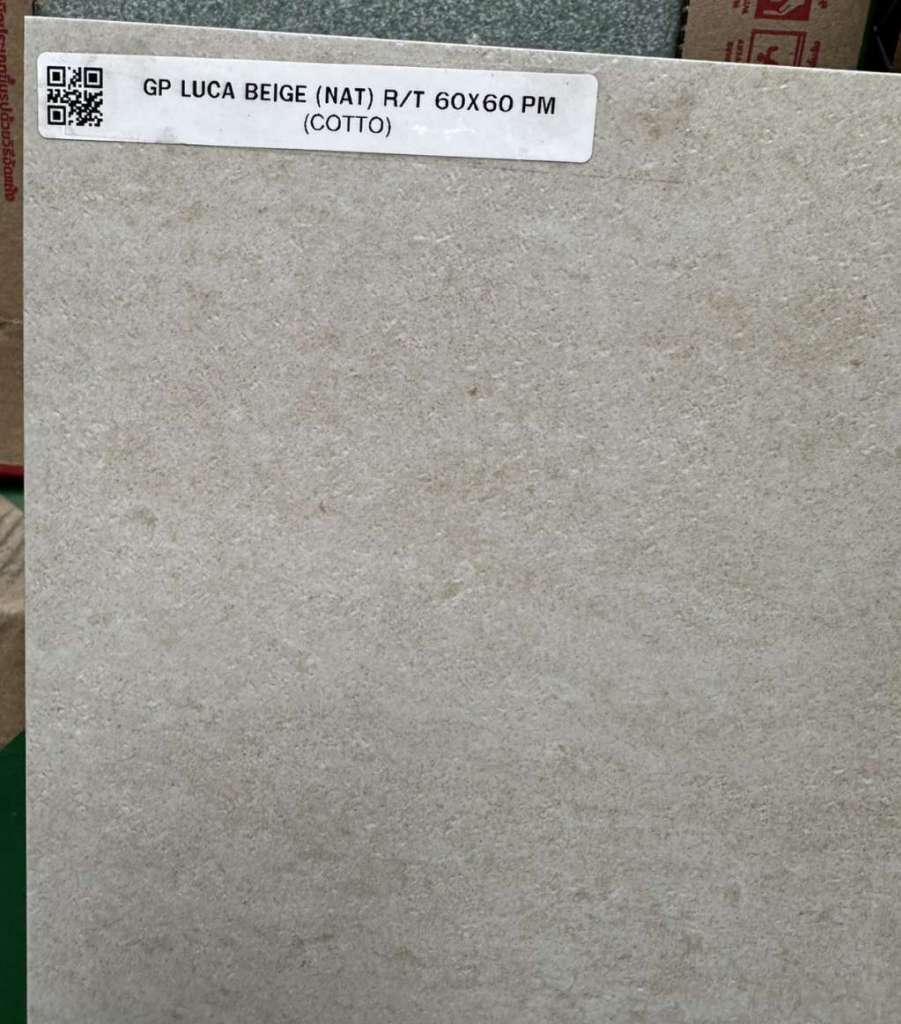 GP LUCA BEIGE (NAT) R/T 60X60 PM
(COTTO)